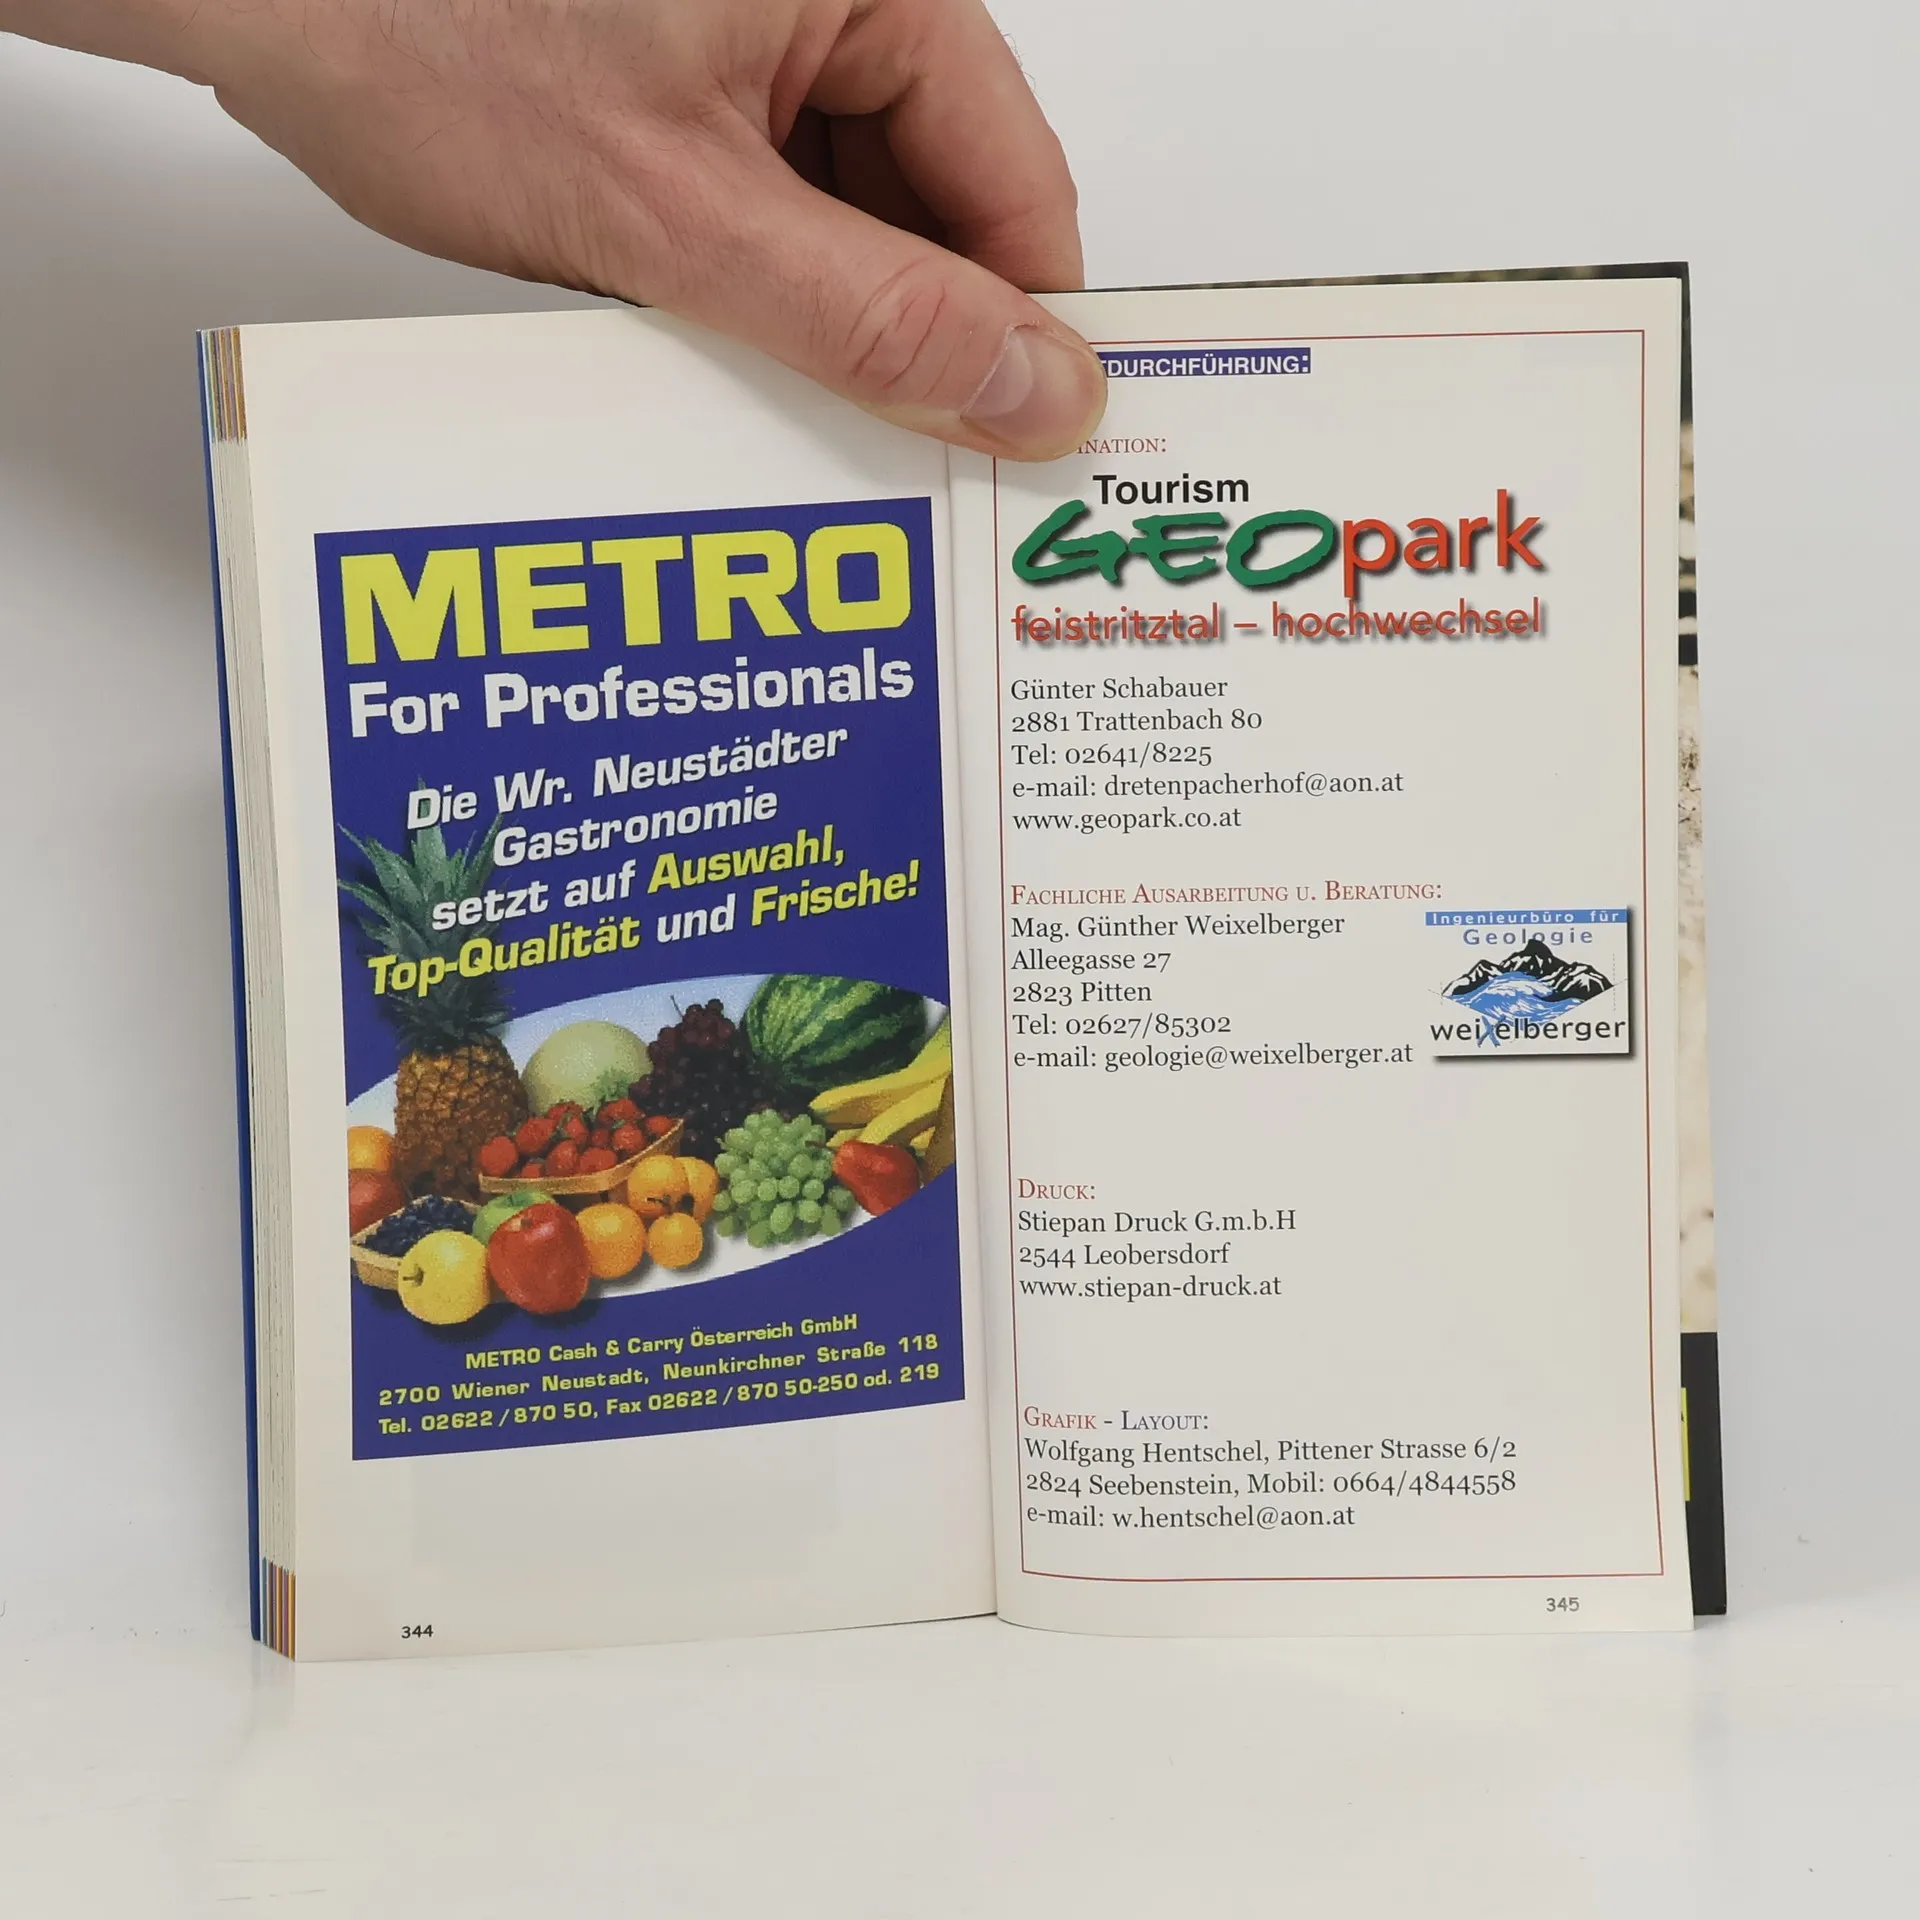 METRO
For Professionals
Die Wr. Neustädter
Gastronomie
setzt auf Auswahl,
Top-Qualität und Frische!
METRO Cash & Carry Österreich GmbH
2700 Wiener Neustadt, Neunkirchner Straße 118
Tel. 02622/870 50, Fax 02622/870 50-250 od. 219
344
TDURCHFÜHRUNG:
INATION:
Tourism
GEOpark
feistritztal – hochwechsel
Günter Schabauer
2881 Trattenbach 80
Tel: 02641/8225
e-mail: dretenpacherhof@aon.at
www.geopark.co.at
FACHLICHE AUSARBEITUNG U. BERATUNG:
Mag. Günther Weixelberger
Alleegasse 27
2823 Pitten
Tel: 02627/85302
e-mail: geologie@weixelberger.at
Ingenieurbüro für
Geologie
weixelberger
DRUCK:
Stiepan Druck G.m.b.H
2544 Leobersdorf
www.stiepan-druck.at
GRAFIK - LAYOUT:
Wolfgang Hentschel, Pittener Strasse 6/2
2824 Seebenstein, Mobil: 0664/4844558
e-mail: w.hentschel@aon.at
345